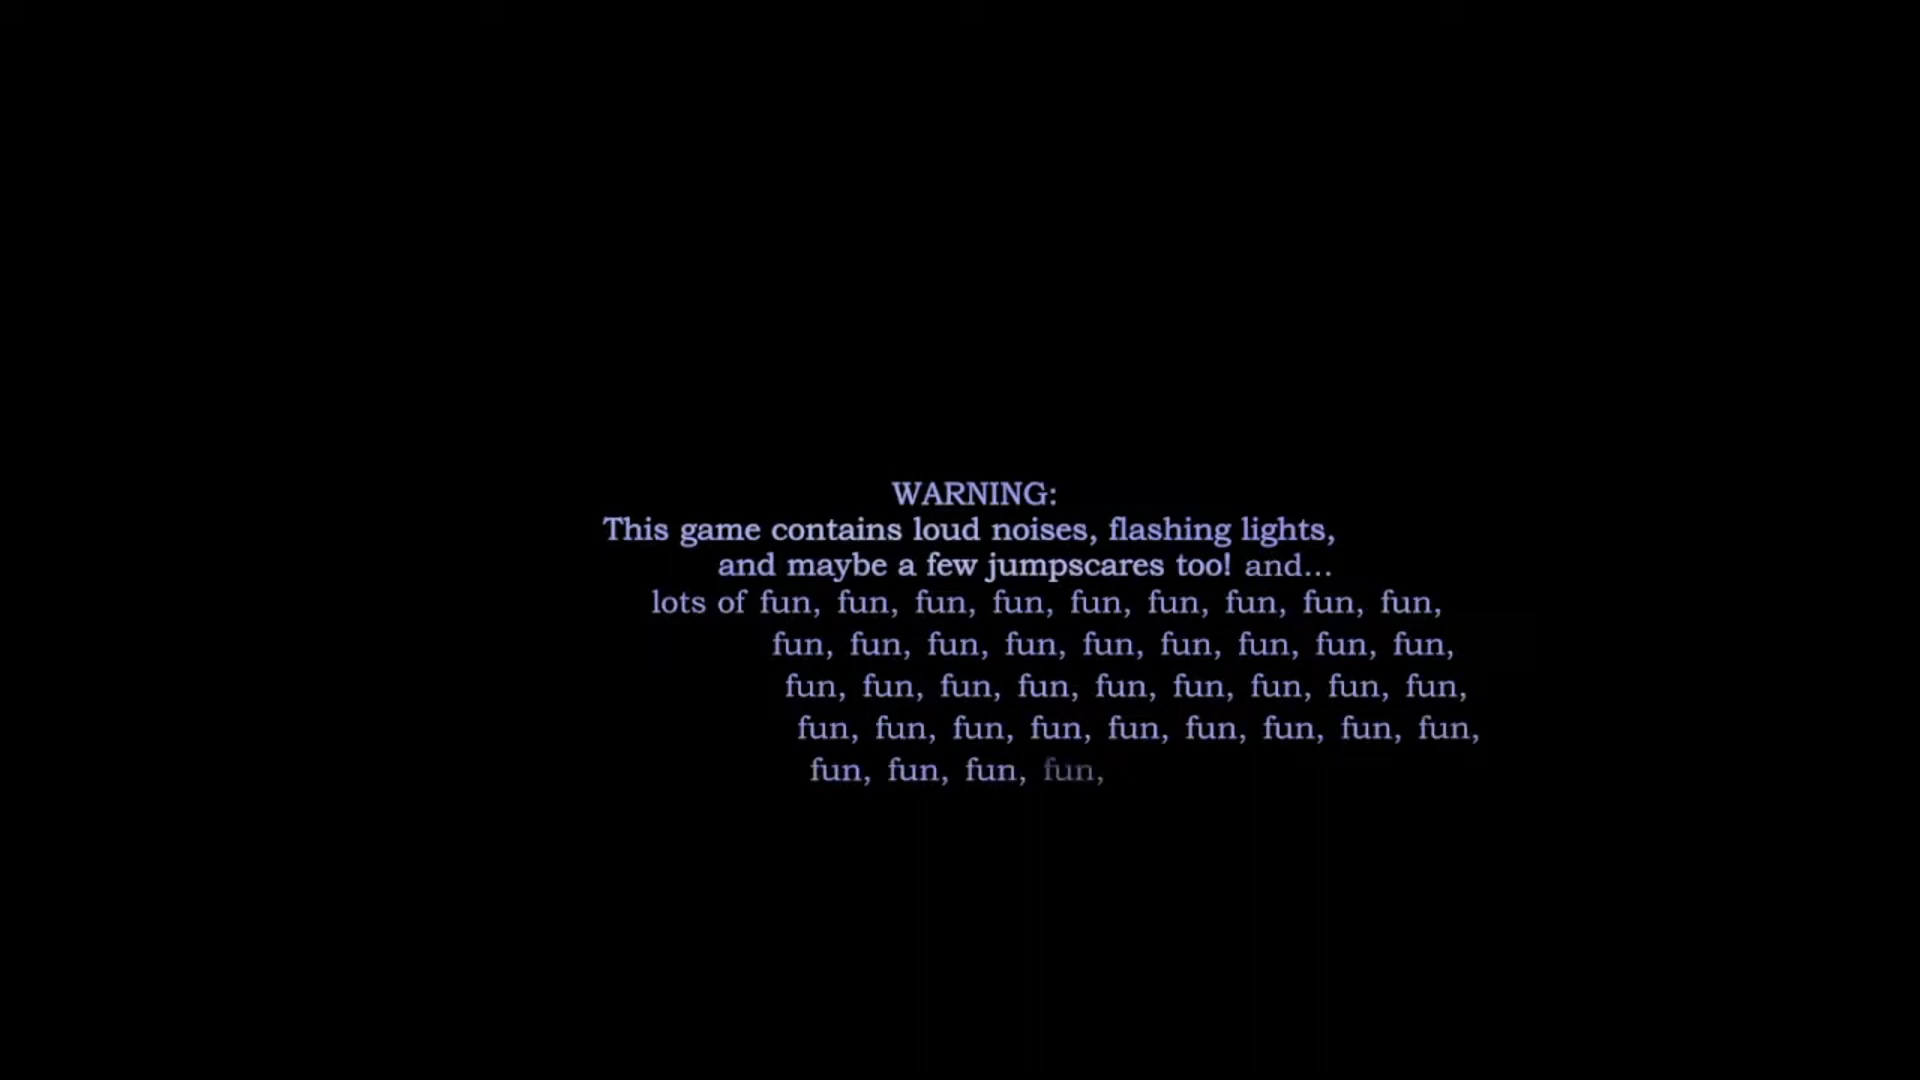 WARNING:
This game contains loud noises, flashing lights,
and maybe a few jumpscares too! and...
lots of fun, fun, fun, fun, fun, fun, fun, fun, fun,
fun, fun, fun, fun, fun, fun, fun, fun, fun,
fun, fun, fun, fun, fun, fun, fun, fun, fun,
fun, fun, fun, fun, fun, fun, fun, fun, fun,
fun, fun, fun, fun,